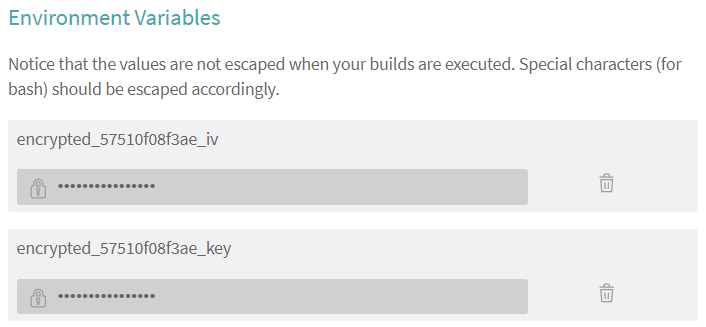 Environment Variables
Notice that the values are not escaped when your builds are executed. Special characters (for
bash) should be escaped accordingly.
encrypted_57510f08f3ae_iv
••••••••••••••••
encrypted_57510f08f3ae_key
••••••••••••••••